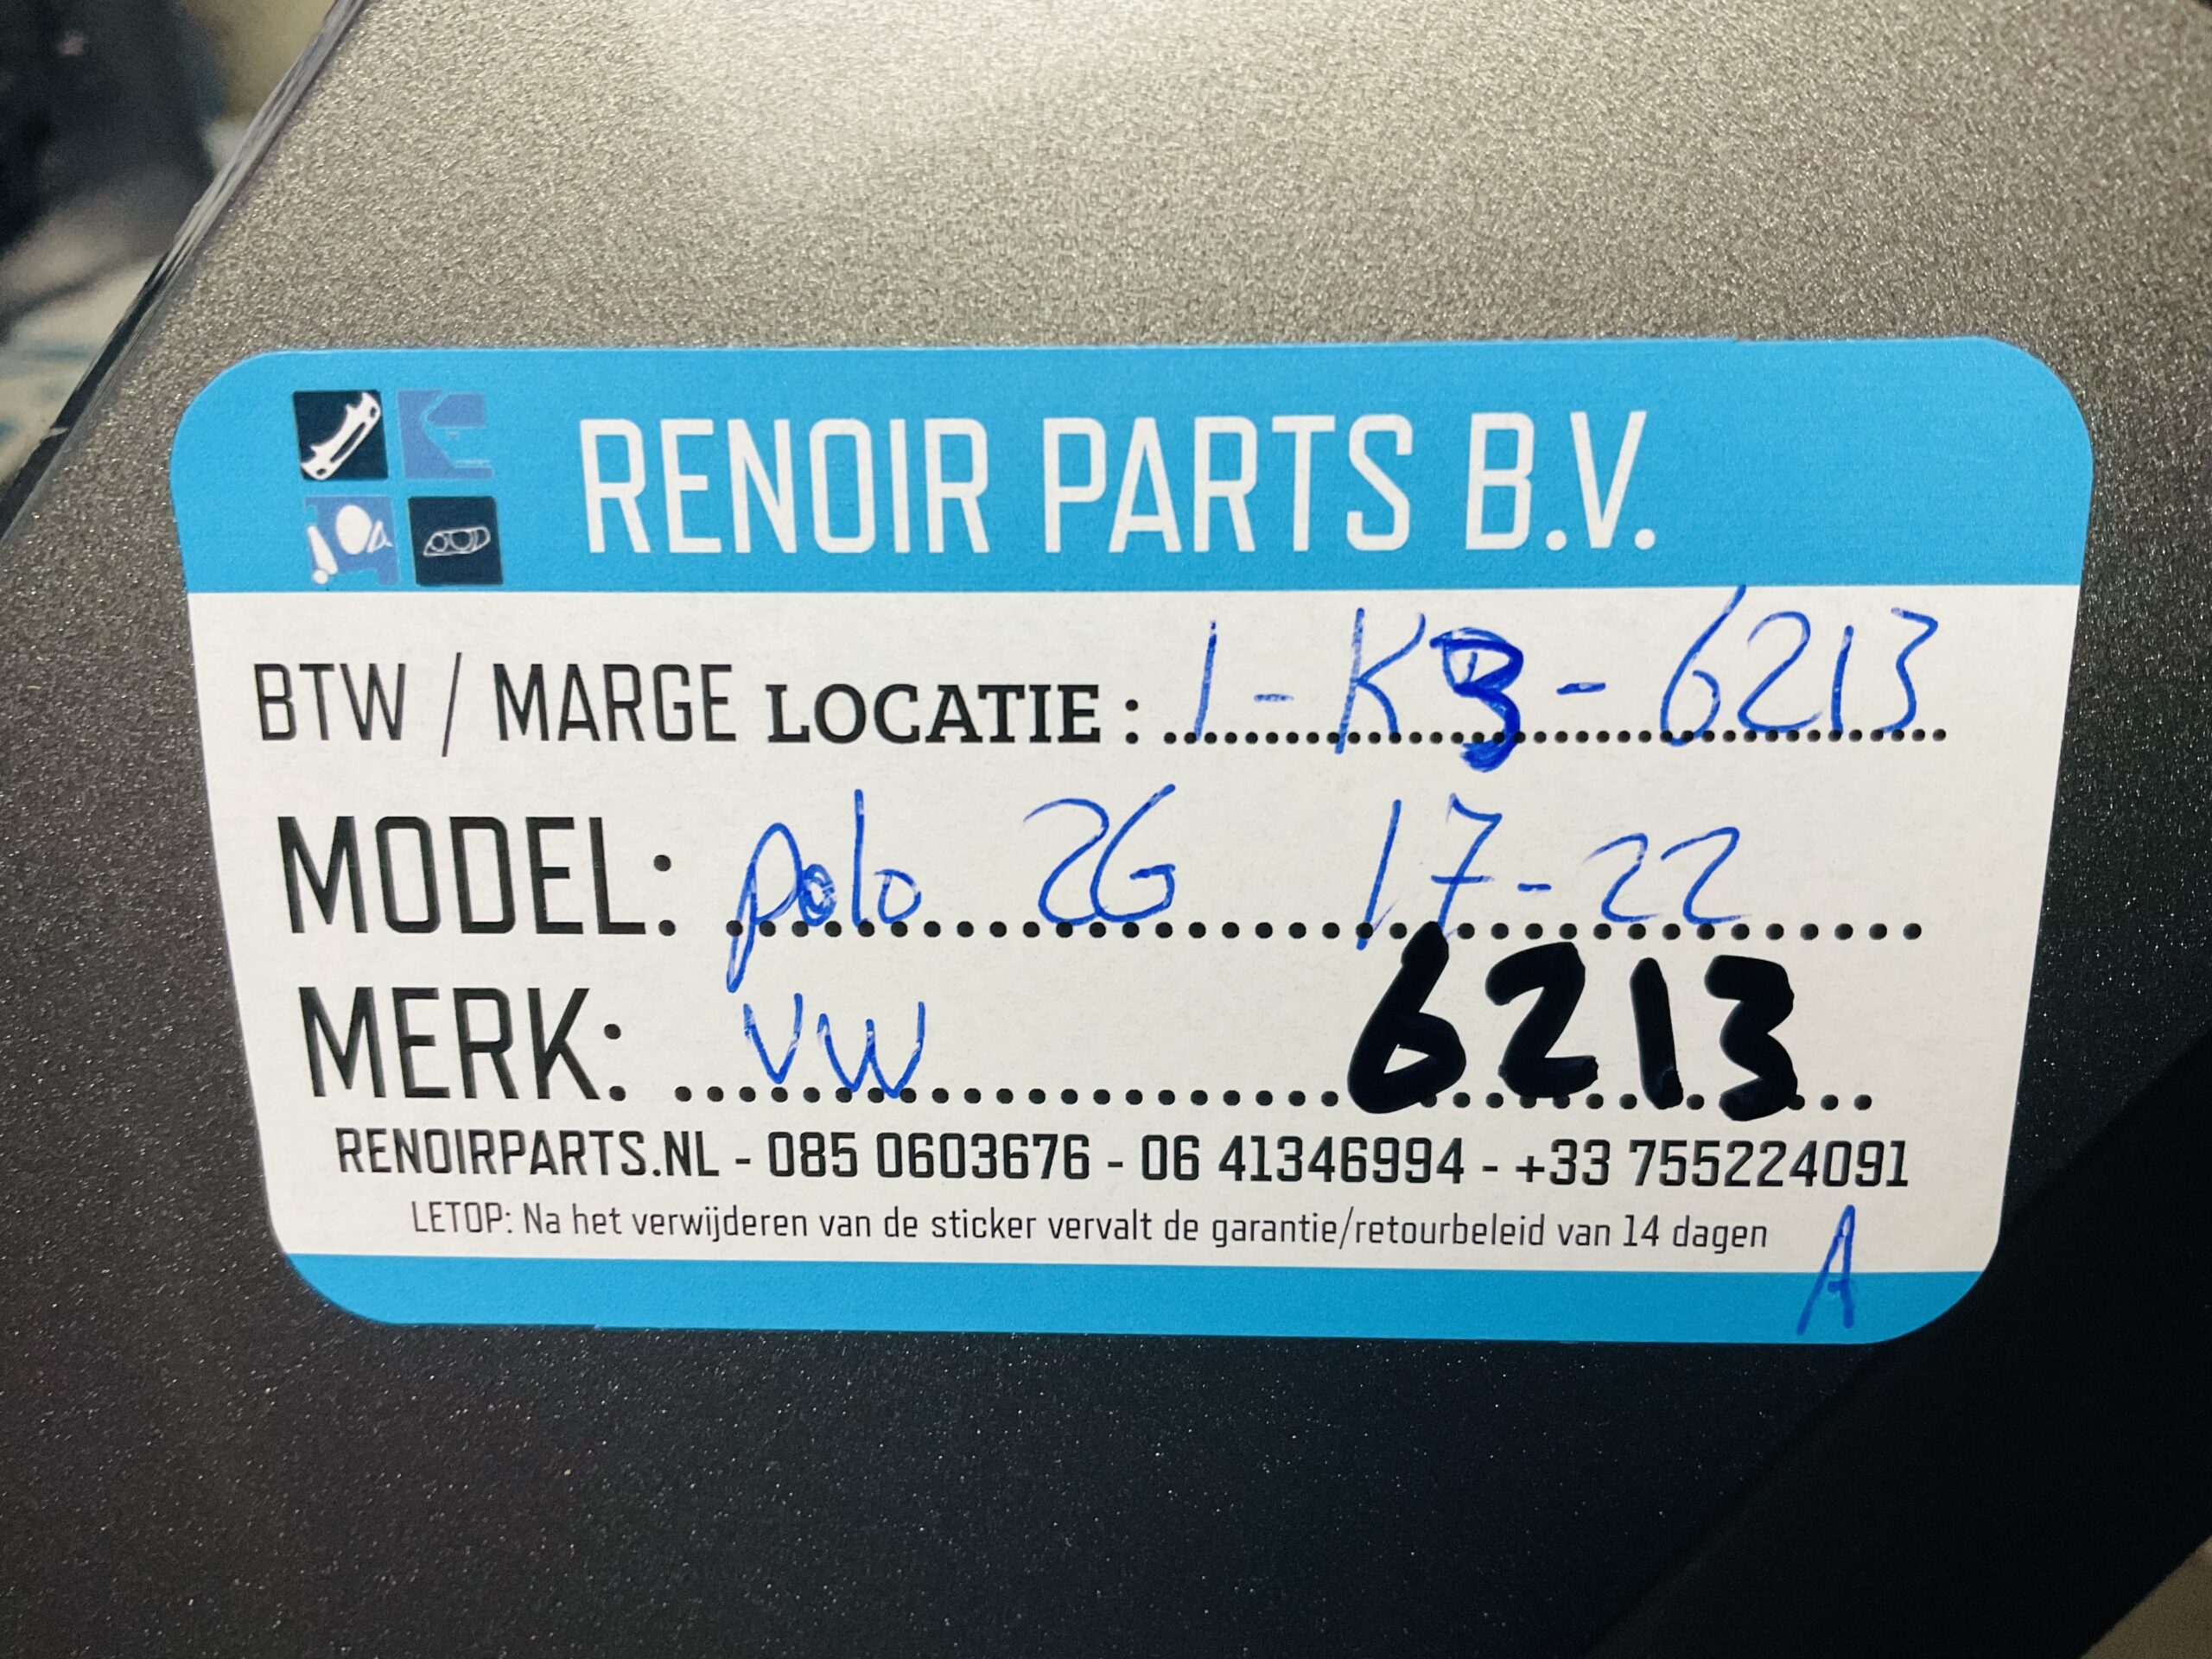 RENOIR PARTS B.V.
BTW / MARGE LOCATIE : 1-K3-6213
MODEL: polo 2G 17-22
MERK: VW 6213
RENOIRPARTS.NL - 085 0603676 - 06 41346994 - +33 755224091
LETOP: Na het verwijderen van de sticker vervalt de garantie/retourbeleid van 14 dagen
A